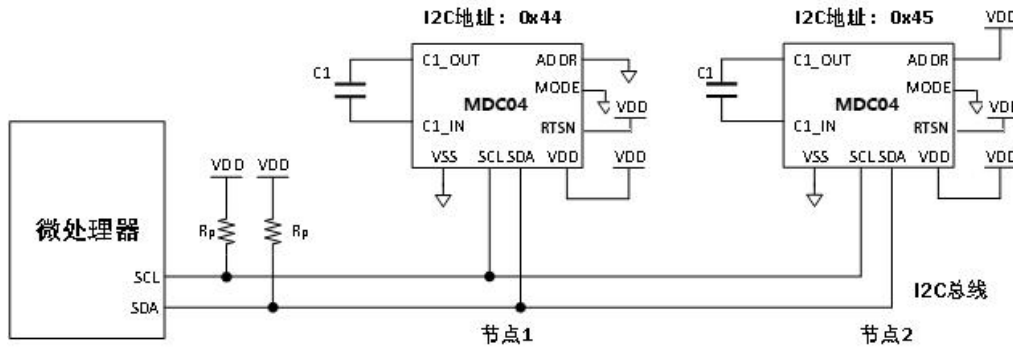 I2C地址：0x44
I2C地址：0x45
VDD
C1
C1_OUT
ADDR
MODE
MDC04
VDD
C1_IN
RTSN
VSS
SCL
SDA
VDD
VDD
C1
C1_OUT
ADDR
MODE
MDC04
VDD
C1_IN
RTSN
VSS
SCL
SDA
VDD
VDD
VDD
VDD
微处理器
Rp
Rp
SCL
SDA
I2C总线
节点1
节点2